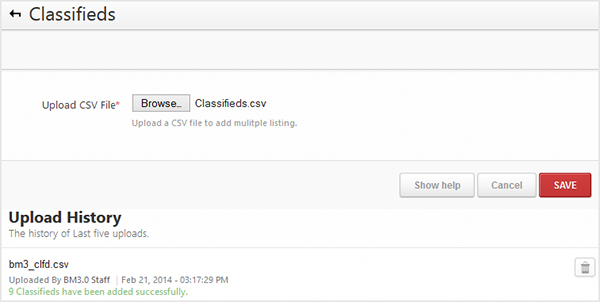 Classifieds
Upload CSV File* Browse.. Classifieds.csv
Upload a CSV file to add mulitple listing.
Show help Cancel SAVE
Upload History
The history of Last five uploads.
bm3_clfd.csv
Uploaded By BM3.0 Staff | Feb 21, 2014 - 03:17:29 PM
9 Classifieds have been added successfully.